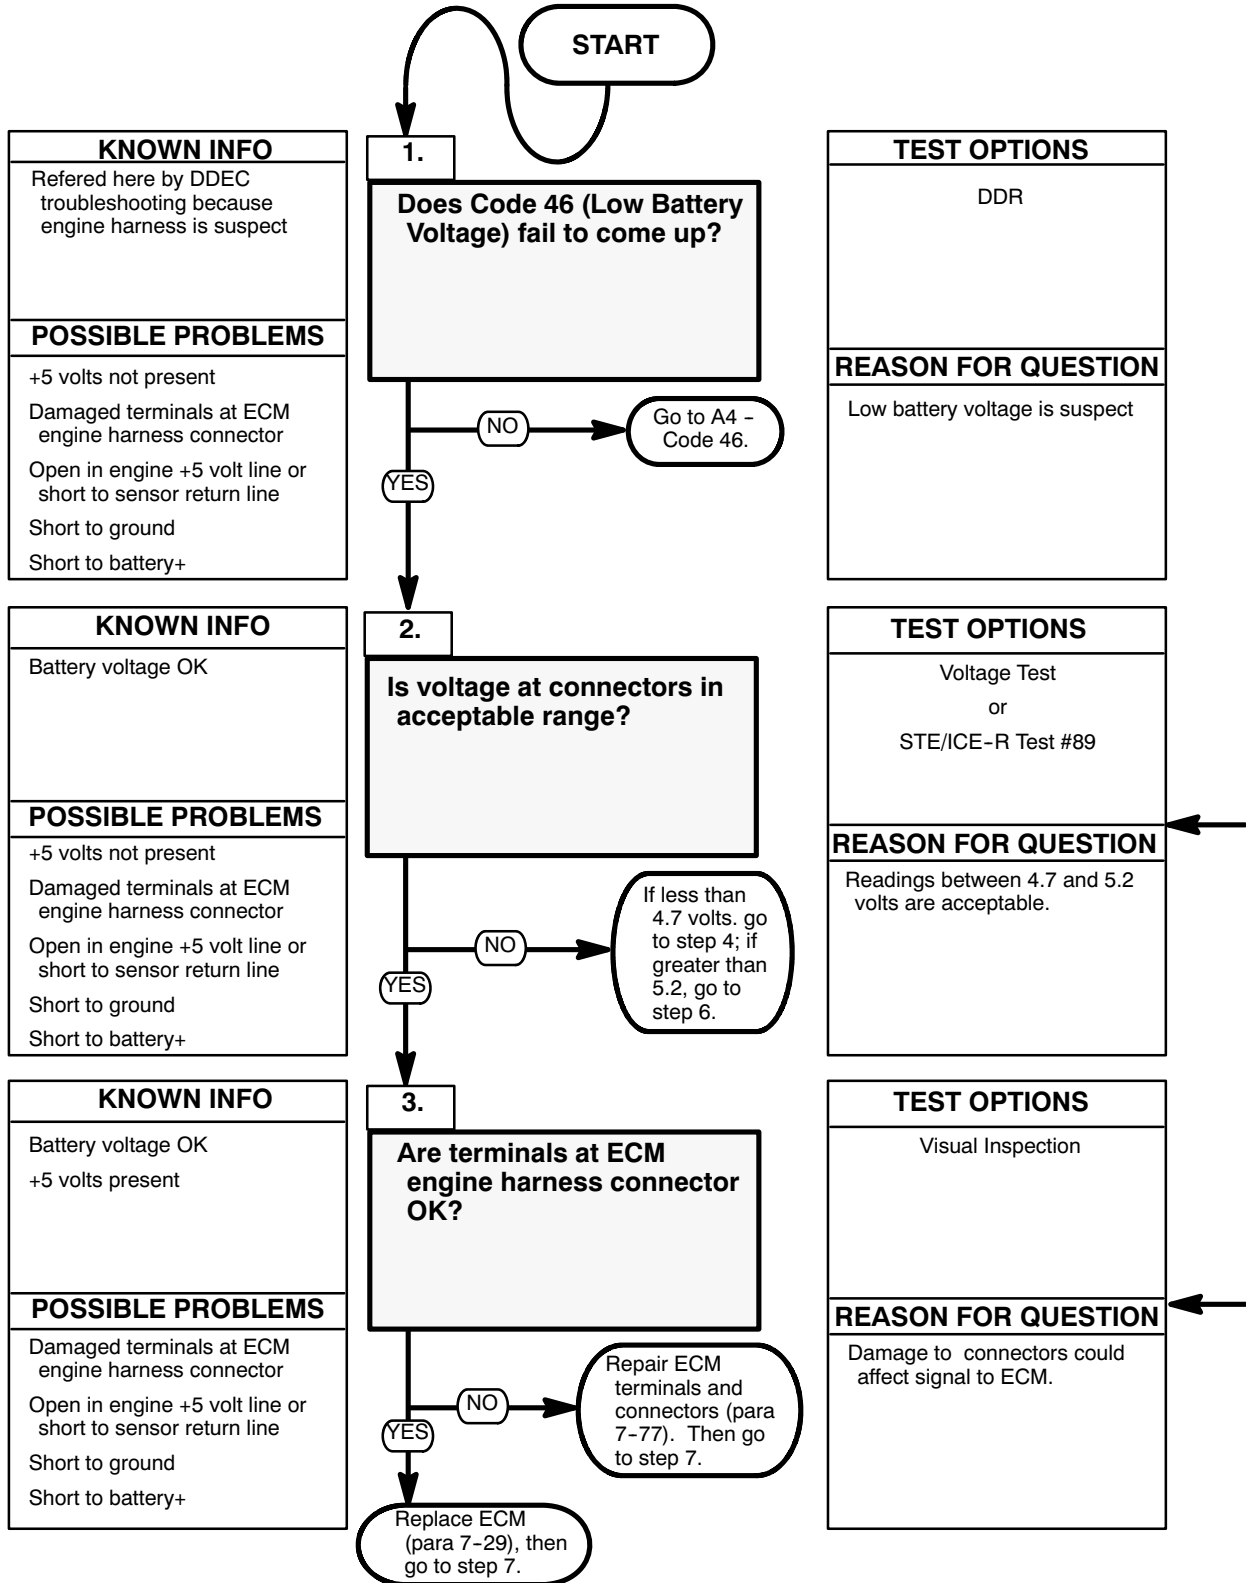 START
KNOWN INFO
Refered here by DDEC
troubleshooting because
engine harness is suspect
POSSIBLE PROBLEMS
+5 volts not present
Damaged terminals at ECM
engine harness connector
Open in engine +5 volt line or
short to sensor return line
Short to ground
Short to battery+
1.
Does Code 46 (Low Battery
Voltage) fail to come up?
NO
Go to A4 -
Code 46.
YES
TEST OPTIONS
DDR
REASON FOR QUESTION
Low battery voltage is suspect
KNOWN INFO
Battery voltage OK
POSSIBLE PROBLEMS
+5 volts not present
Damaged terminals at ECM
engine harness connector
Open in engine +5 volt line or
short to sensor return line
Short to ground
Short to battery+
2.
Is voltage at connectors in
acceptable range?
NO
If less than
4.7 volts. go
to step 4; if
greater than
5.2, go to
step 6.
YES
TEST OPTIONS
Voltage Test
or
STE/ICE-R Test #89
REASON FOR QUESTION
Readings between 4.7 and 5.2
volts are acceptable.
KNOWN INFO
Battery voltage OK
+5 volts present
POSSIBLE PROBLEMS
Damaged terminals at ECM
engine harness connector
Open in engine +5 volt line or
short to sensor return line
Short to ground
Short to battery+
3.
Are terminals at ECM
engine harness connector
OK?
NO
Repair ECM
terminals and
connectors (para
7-77). Then go
to step 7.
YES
Replace ECM
(para 7-29), then
go to step 7.
TEST OPTIONS
Visual Inspection
REASON FOR QUESTION
Damage to connectors could
affect signal to ECM.